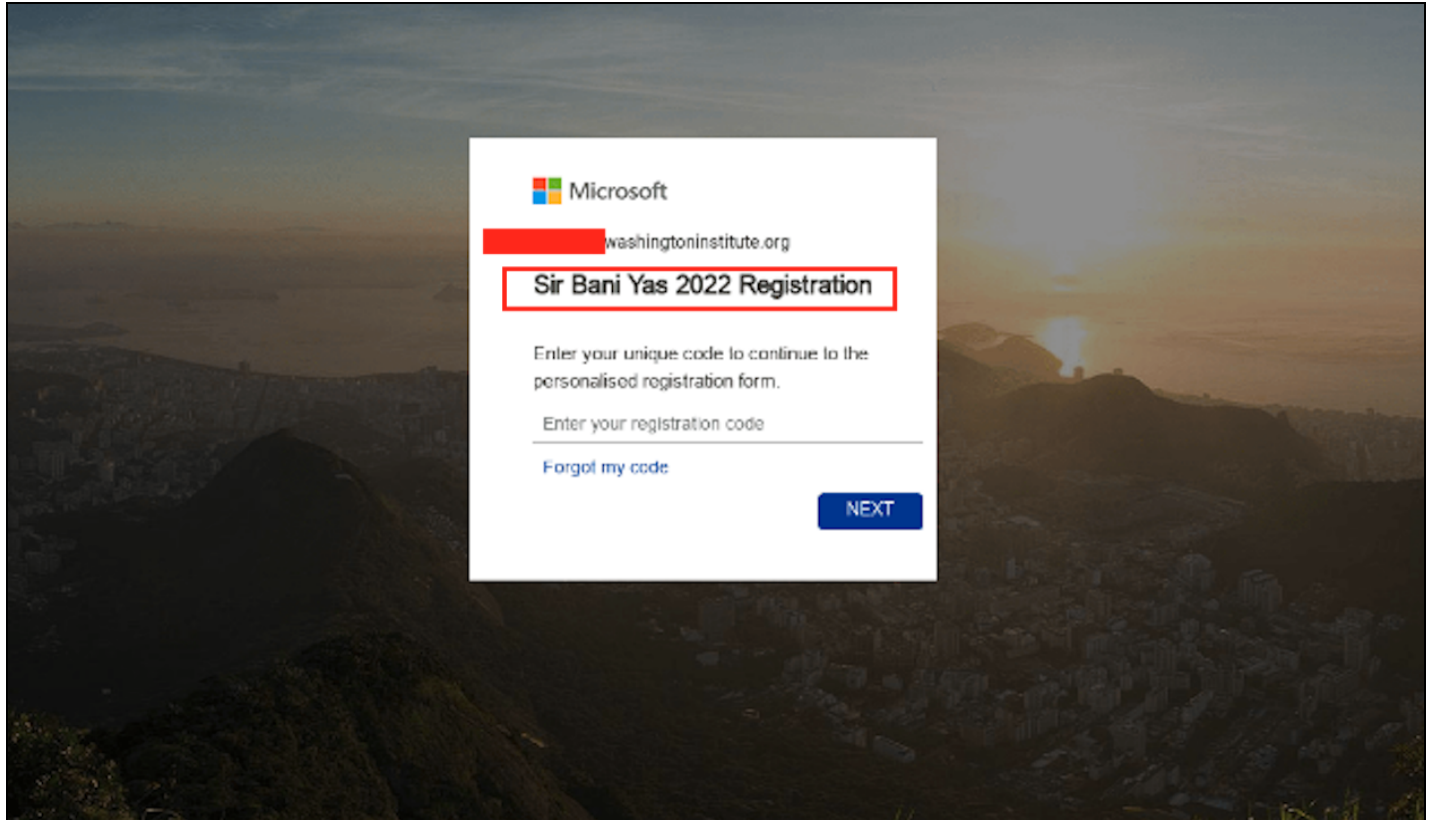 Microsoft
washingtoninstitute.org
Sir Bani Yas 2022 Registration
Enter your unique code to continue to the
personalised registration form.
Enter your registration code
Forgot my code
NEXT